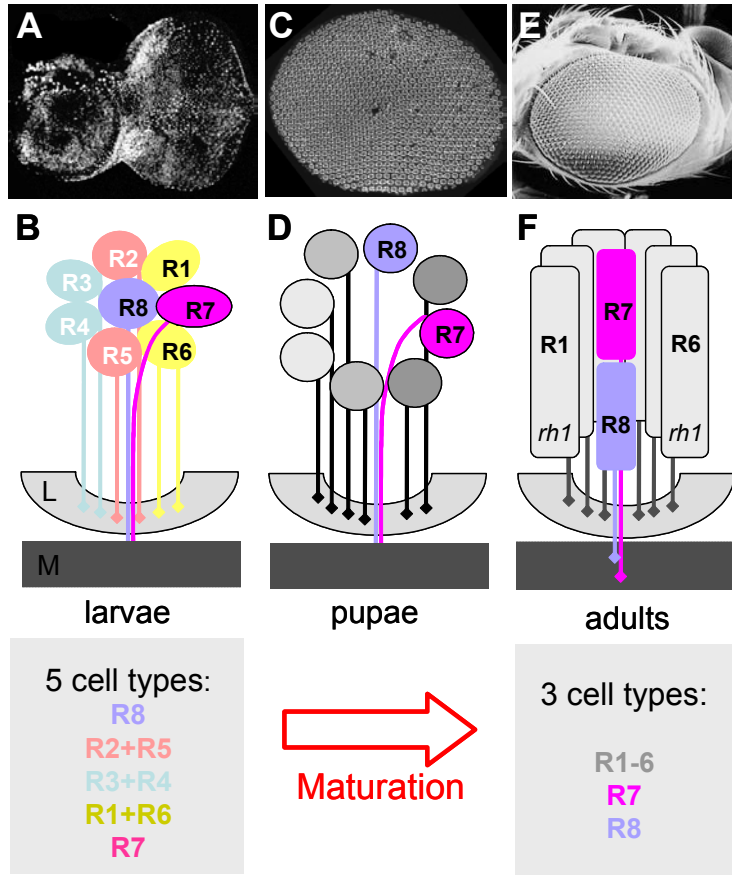 A
C
E
B
R2
R1
R3
R8
R7
R4
R5
R6
L
M
larvae
D
R8
R7
pupae
F
R7
R1
R6
R8
rh1
rh1
adults
5 cell types:
R8
R2+R5
R3+R4
R1+R6
R7
Maturation
3 cell types:
R1-6
R7
R8